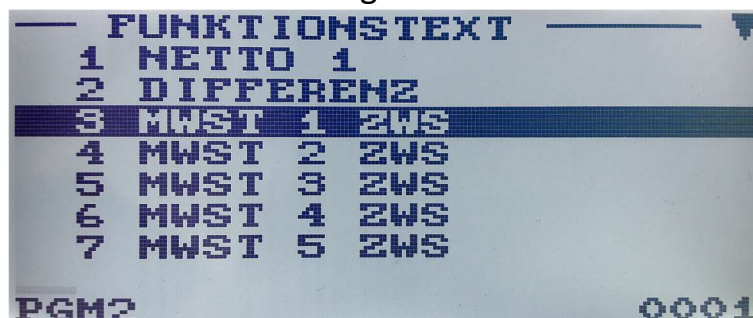 FUNKTIONSTEXT
1 NETTO 1
2 DIFFERENZ
3 MWST 1 ZWS
4 MWST 2 ZWS
5 MWST 3 ZWS
6 MWST 4 ZWS
7 MWST 5 ZWS
PGM2 0001